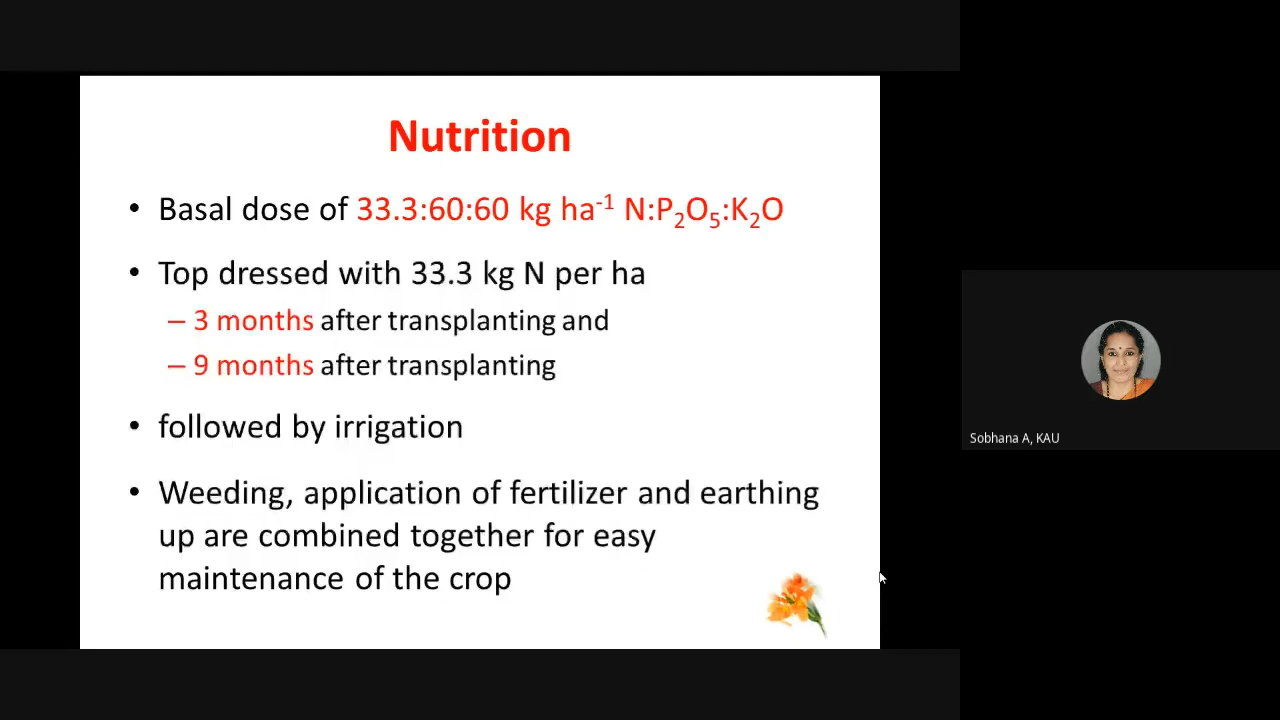 Nutrition
• Basal dose of 33.3:60:60 kg ha⁻¹ N:P₂O₅:K₂O
• Top dressed with 33.3 kg N per ha
– 3 months after transplanting and
– 9 months after transplanting
• followed by irrigation
• Weeding, application of fertilizer and earthing
up are combined together for easy
maintenance of the crop
Sobhana A, KAU